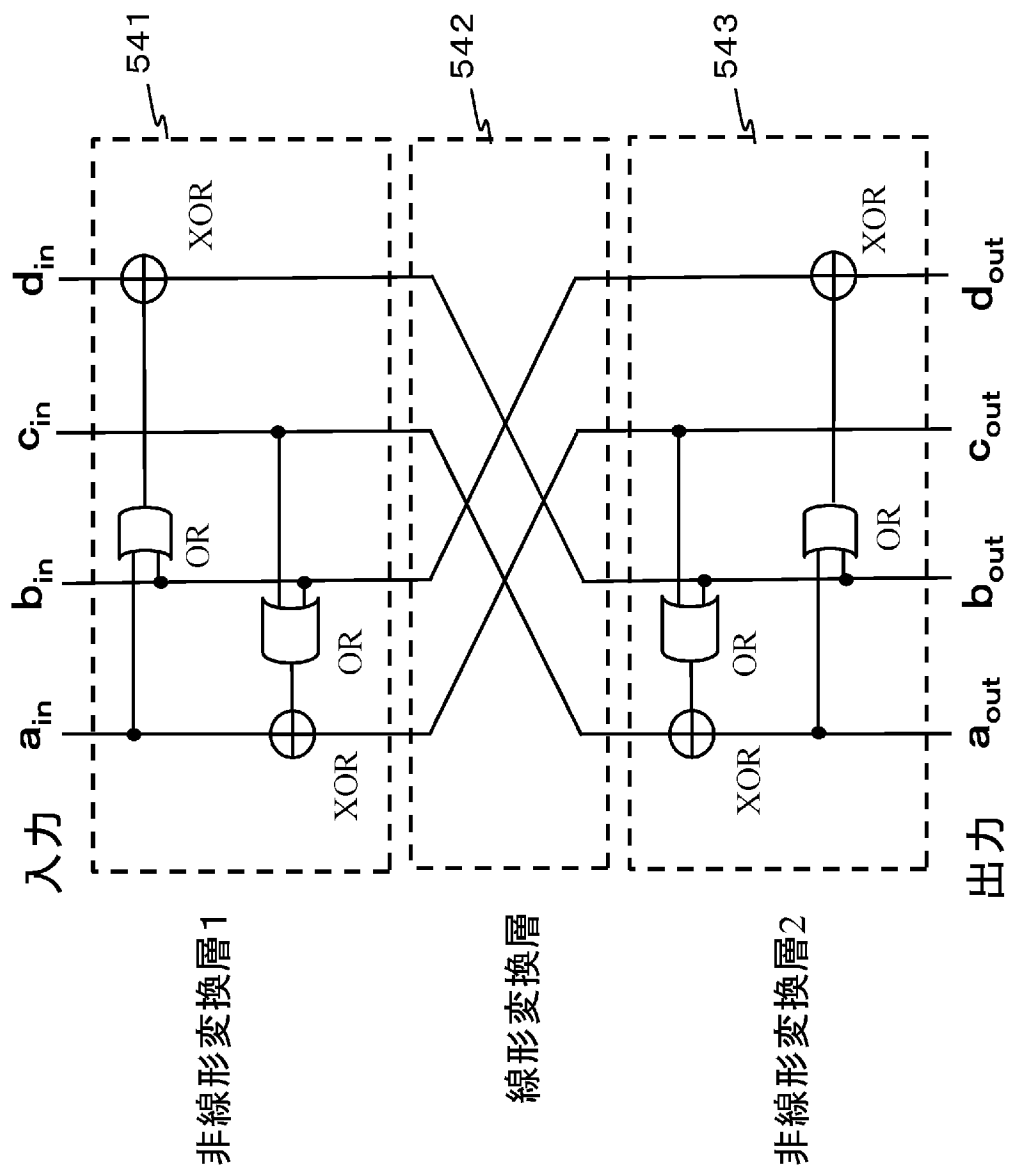 入力
a_in b_in c_in d_in
非線形変換層1
541
OR
XOR
OR
XOR
線形変換層
542
非線形変換層2
543
OR
XOR
OR
XOR
出力
a_out b_out c_out d_out